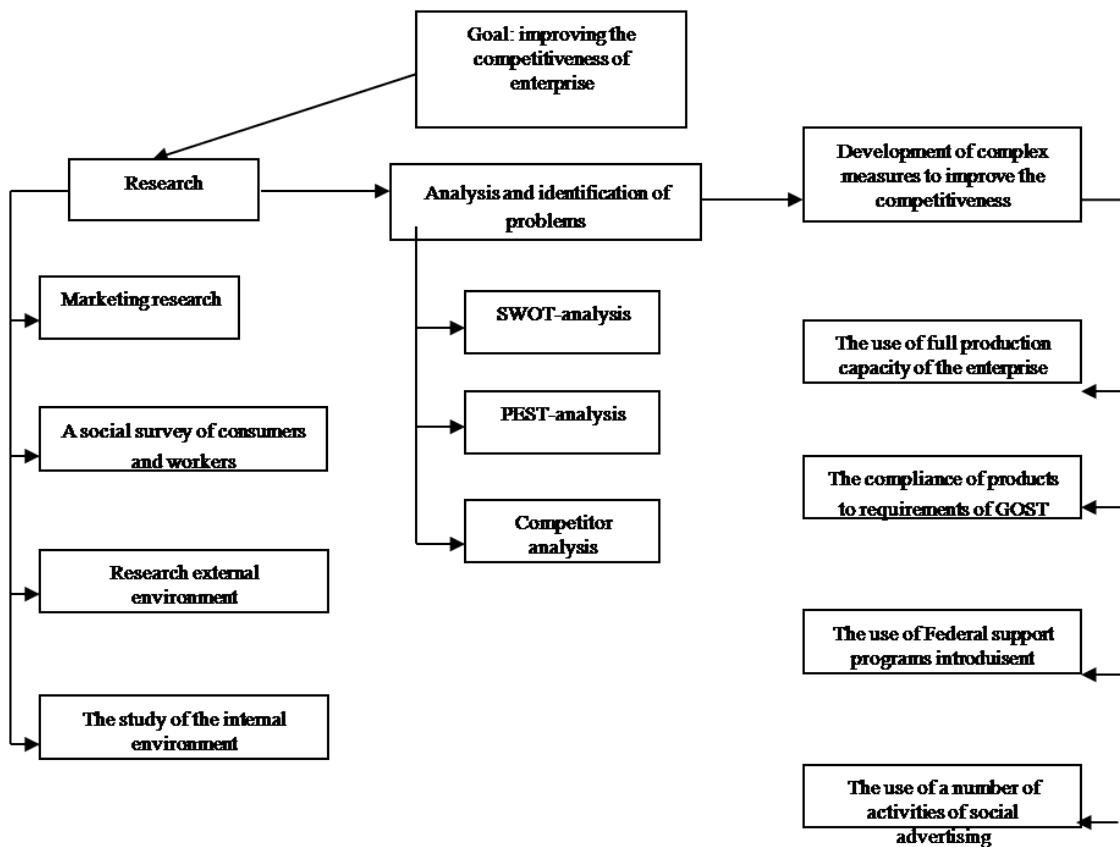 Goal: improving the
competitiveness of
enterprise
Research
Analysis and identification of
problems
Development of complex
measures to improve the
competitiveness
Marketing research
A social survey of consumers
and workers
Research external
environment
The study of the internal
environment
SWOT-analysis
PEST-analysis
Competitor
analysis
The use of full production
capacity of the enterprise
The compliance of products
to requirements of GOST
The use of Federal support
programs introduisent
The use of a number of
activities of social
advertising